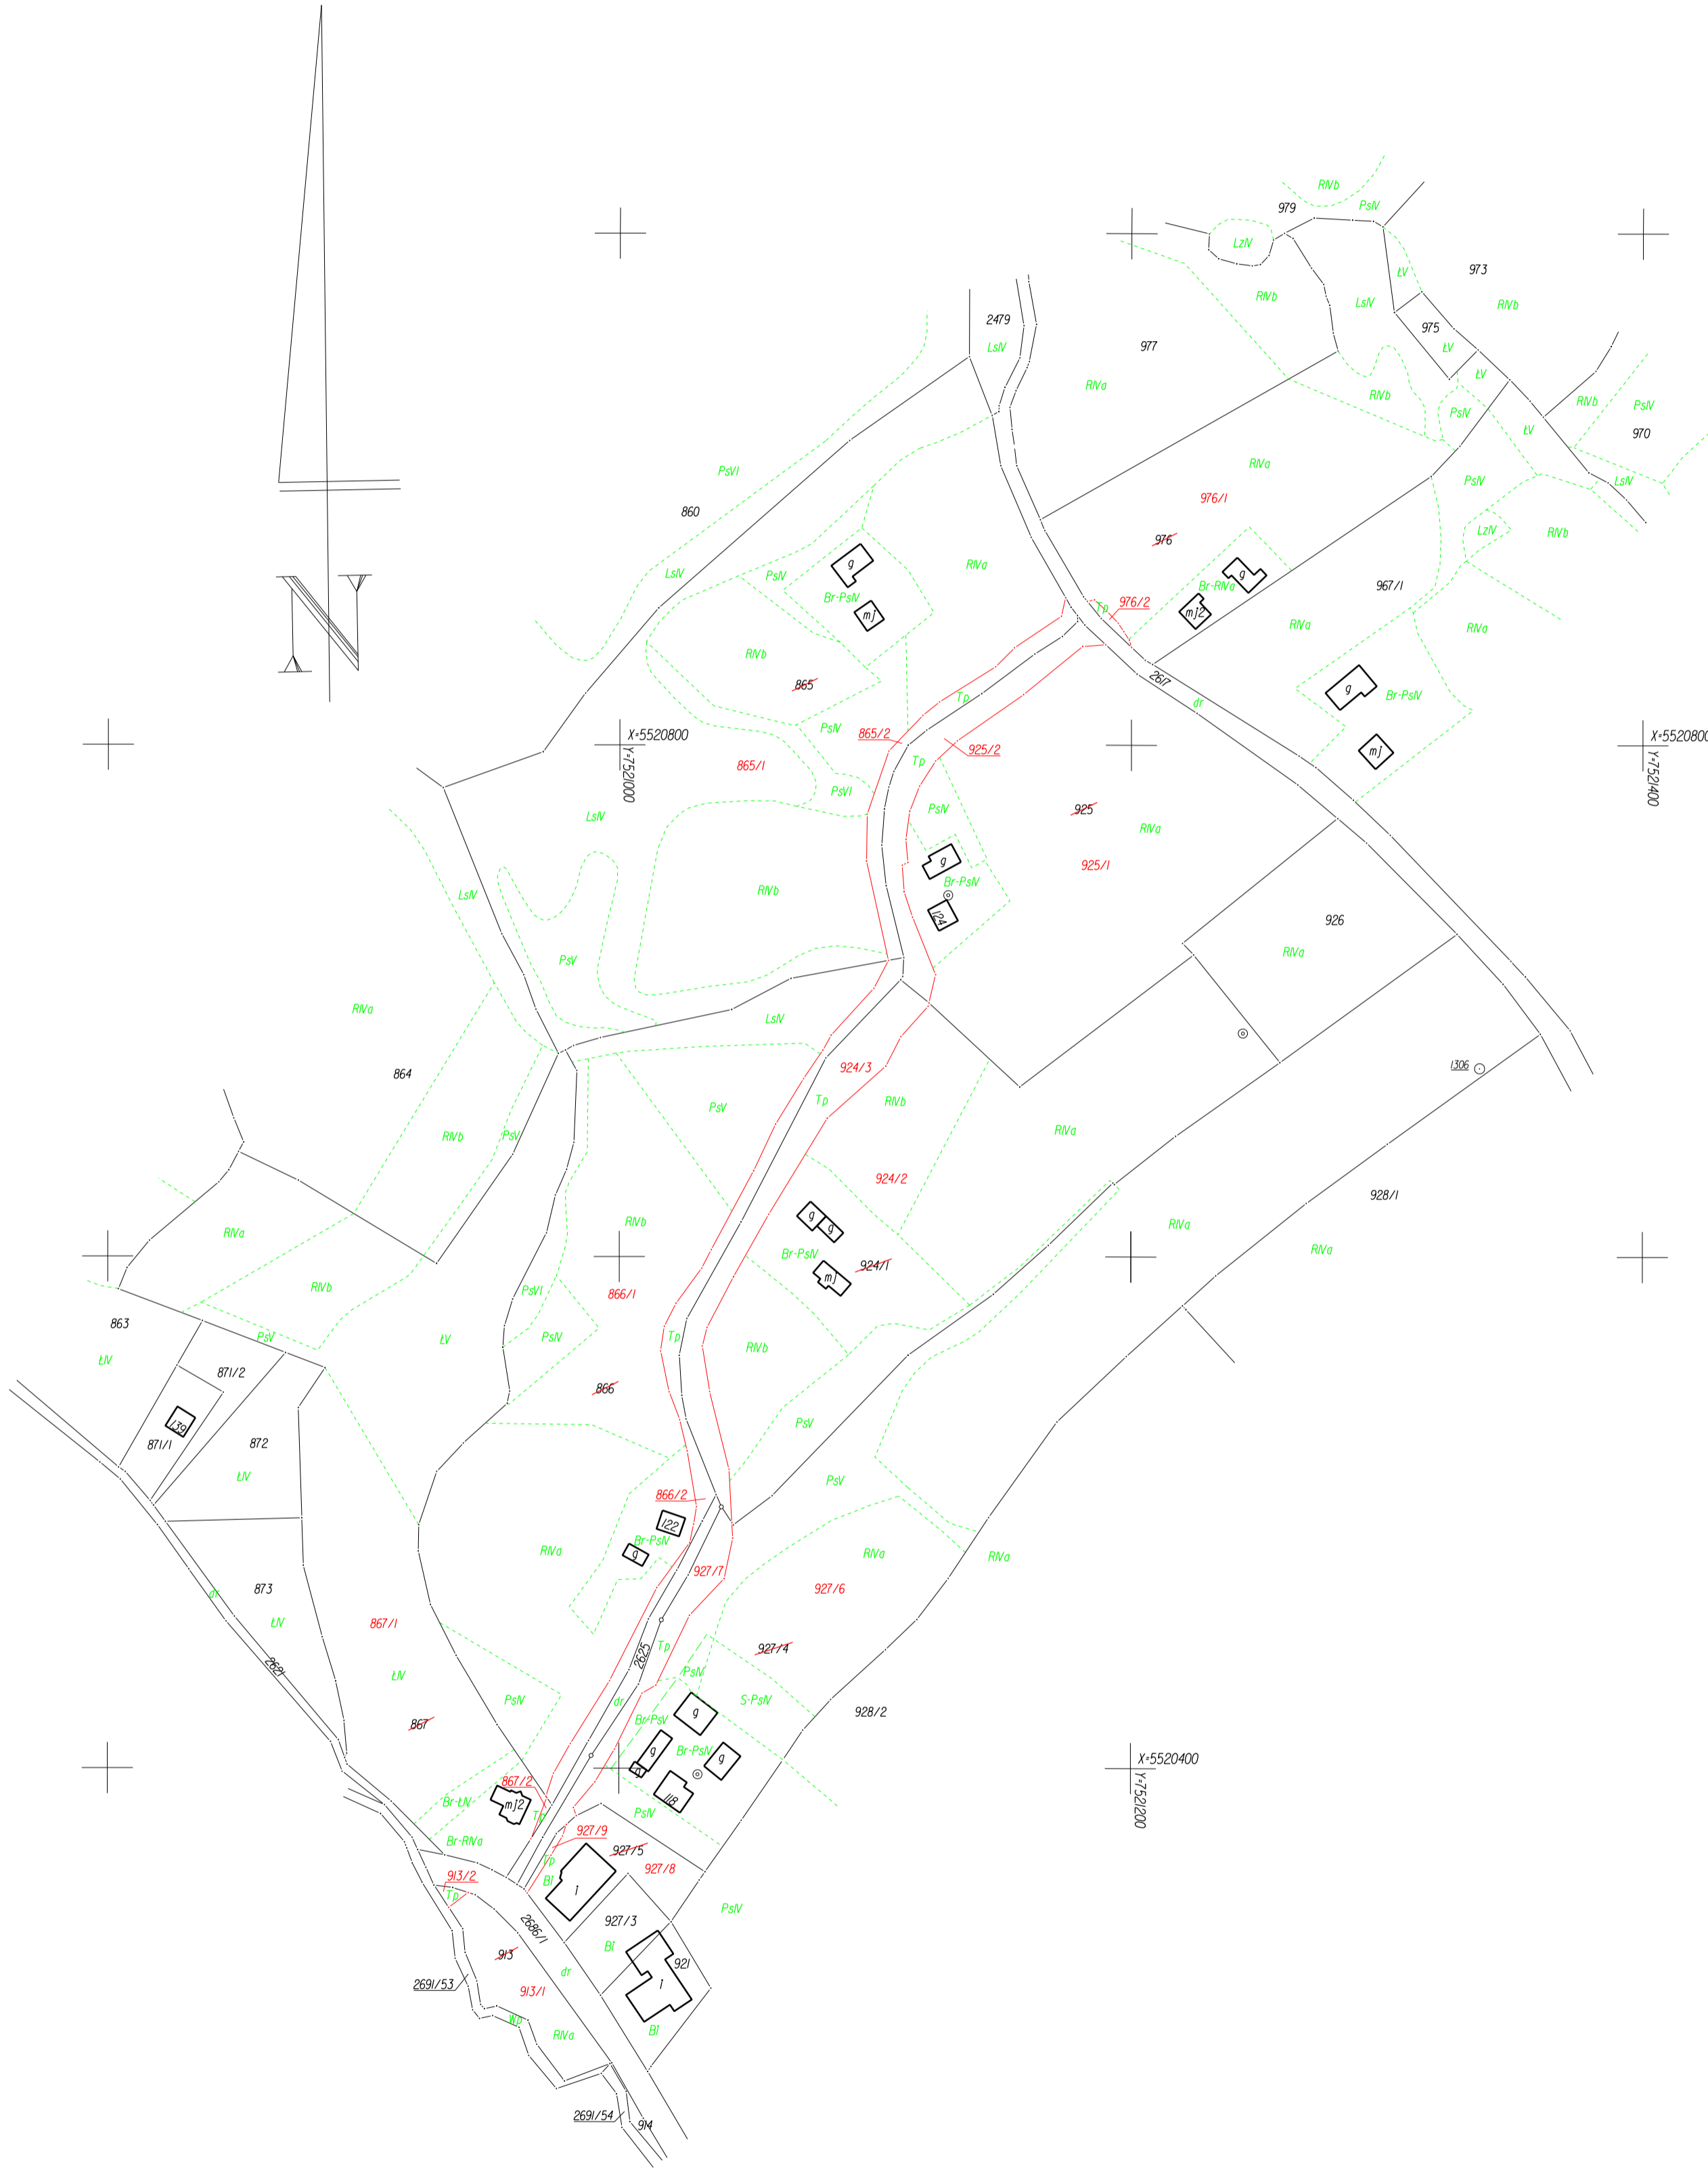 RIVb
979
PsIV
LzIV
973
ŁV
RIVb
LsIV
RIVb
2479
975
977
LsIV
ŁV
RIVa
ŁV
RIVb
RIVb
PsIV
PsIV
ŁV
970
RIVa
PsVI
PsIV
LsIV
976/1
860
LzIV
RIVb
976
g
RIVa
LsIV
PsIV
g
Br-RIVa
967/1
Br-PsIV
976/2
Tp
mj2
mj
RIVa
RIVa
N
RIVb
2617
865
g
Br-PsIV
Tp
dr
PsIV
865/2
X=5520800
Y=7521000
925/2
mj
X=5520800
Y=7521400
865/1
Tp
PsVI
PsIV
925
LsIV
RIVa
g
925/1
RIVb
Br-PsIV
LsIV
124
926
RIVa
PsV
RIVa
LsIV
1306
924/3
864
Tp
RIVb
PsV
RIVa
RIVb
PsV
924/2
928/1
g
g
RIVb
RIVa
RIVa
RIVa
Br-PsIV
924/1
mj
RIVb
PsVI
866/1
863
PsV
ŁV
PsIV
Tp
RIVb
ŁIV
871/2
866
139
PsV
871/1
872
ŁIV
PsV
866/2
122
Br-PsIV
RIVa
g
RIVa
RIVa
927/7
927/6
dr
873
ŁIV
867/1
2625
Tp
927/4
2621
ŁIV
PsIV
PsIV
S-PsIV
dr
928/2
867
Br-PsV
g
g
Br-PsIV
g
X=5520400
Y=7521200
867/2
g
Br-ŁIV
mj2
118
Tp
PsIV
Br-RIVa
927/9
927/5
Tp
927/8
913/2
Bi
Tp
i
PsIV
2686/1
927/3
Bi
913
921
dr
2691/53
i
913/1
Wp
RIVa
Bi
2691/54
914